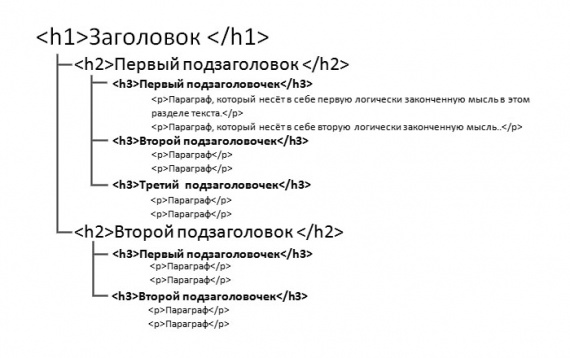 <h1>Заголовок </h1>
<h2>Первый подзаголовок </h2>
<h3>Первый подзаголовочек</h3>
<p>Параграф, который несёт в себе первую логически законченную мысль в этом
разделе текста.</p>
<p>Параграф, который несёт в себе вторую логически законченную мысль..</p>
<h3>Второй подзаголовочек</h3>
<p>Параграф</p>
<p>Параграф</p>
<h3>Третий  подзаголовочек</h3>
<p>Параграф</p>
<p>Параграф</p>
<h2>Второй подзаголовок </h2>
<h3>Первый подзаголовочек</h3>
<p>Параграф</p>
<p>Параграф</p>
<h3>Второй подзаголовочек</h3>
<p>Параграф</p>
<p>Параграф</p>